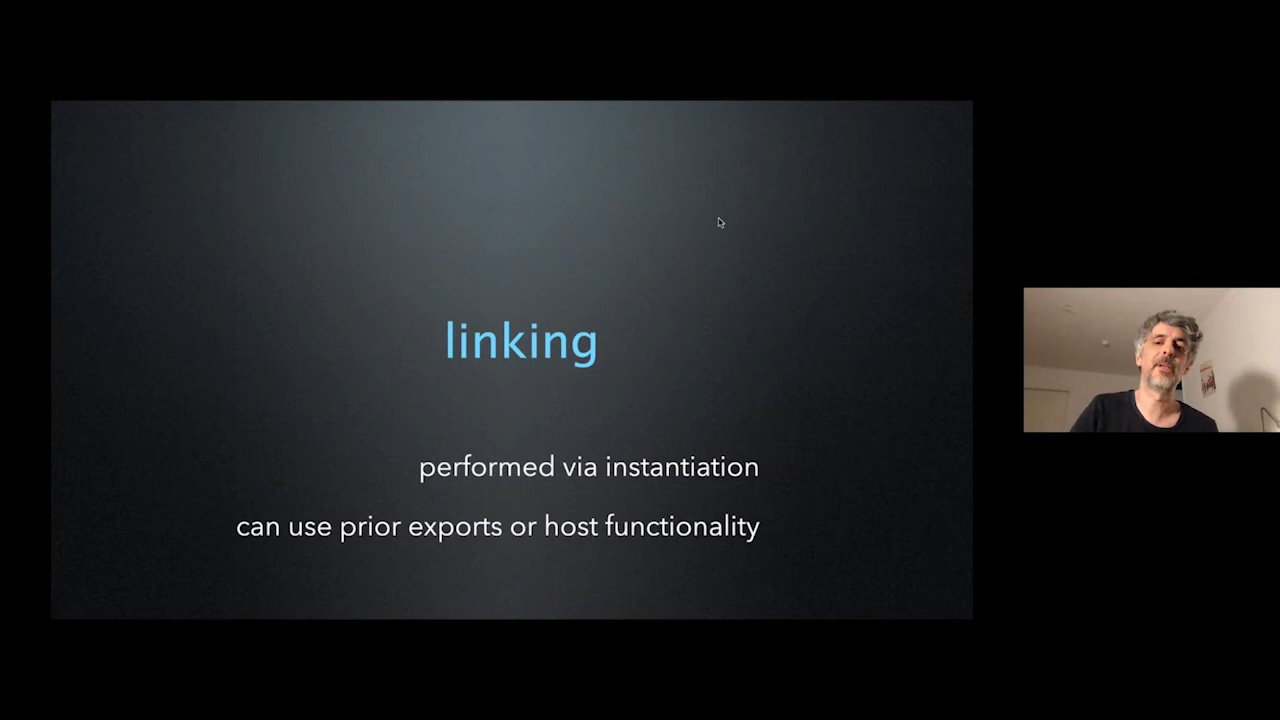 linking
performed via instantiation
can use prior exports or host functionality